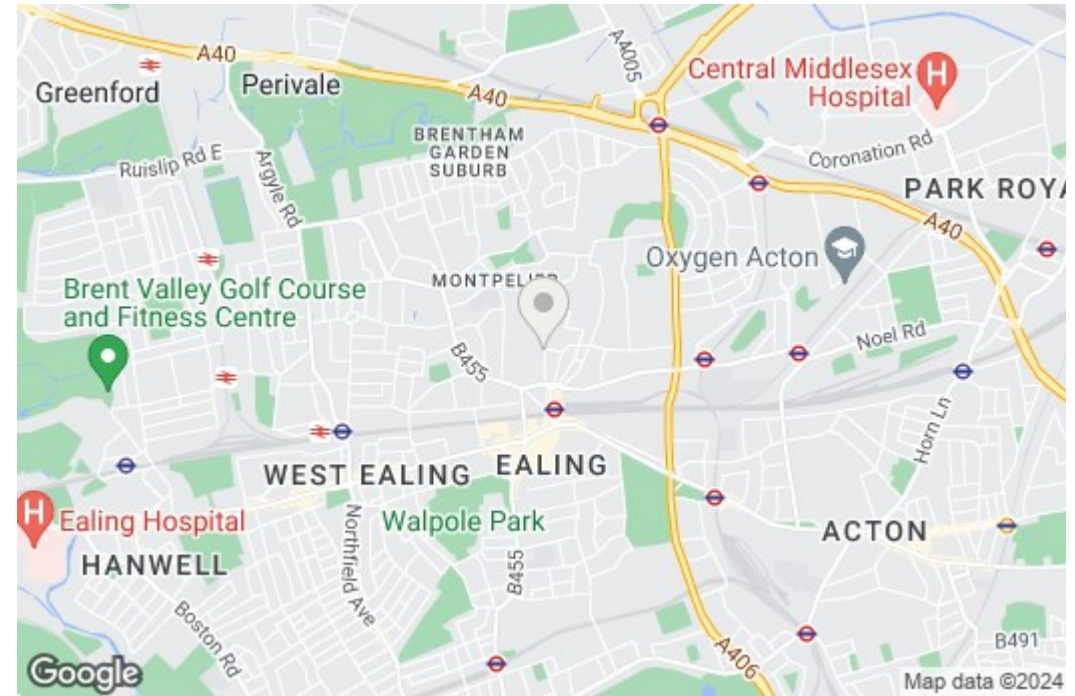 A40
A4005
Greenford
Perivale
Central Middlesex
Hospital
H
A40
BRENTHAM
GARDEN
SUBURB
Ruislip Rd E
Argyle Rd
Coronation Rd
PARK ROYA
A40
Oxygen Acton
MONTPELIER
Brent Valley Golf Course
and Fitness Centre
B455
Noel Rd
Horn Ln
WEST EALING
EALING
H
Ealing Hospital
Walpole Park
ACTON
HANWELL
Northfield Ave
B455
Boston Rd
A406
B491
Google
Map data ©2024